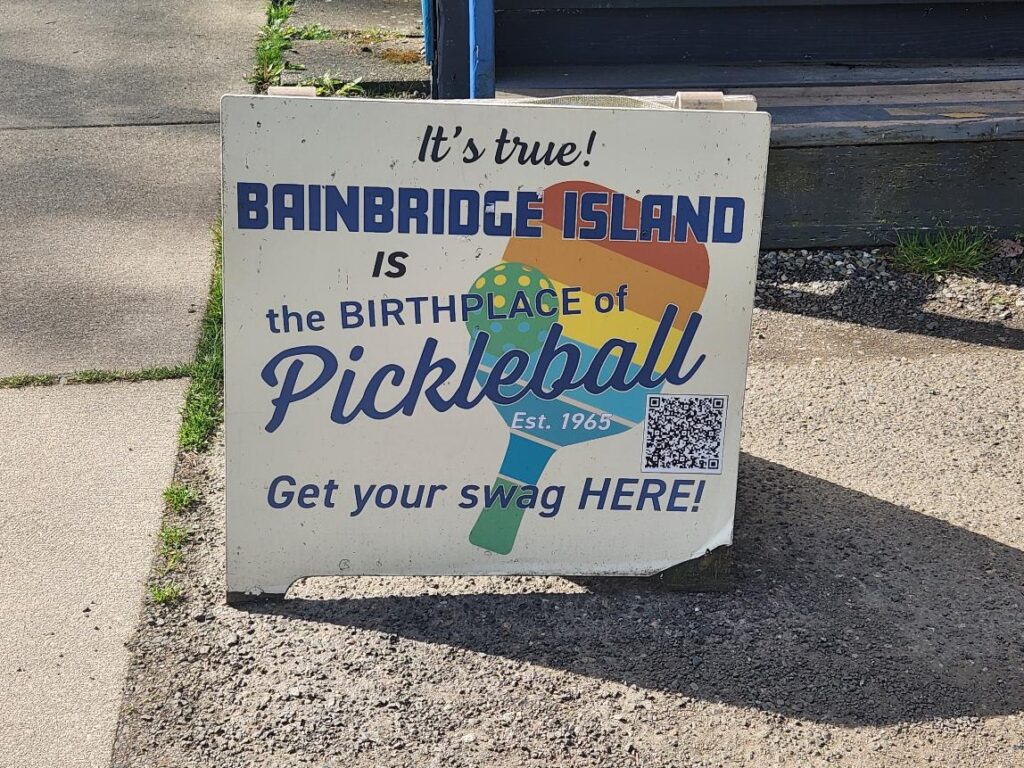 It's true!
BAINBRIDGE ISLAND
IS
the BIRTHPLACE of
Pickleball
Est. 1965
Get your swag HERE!